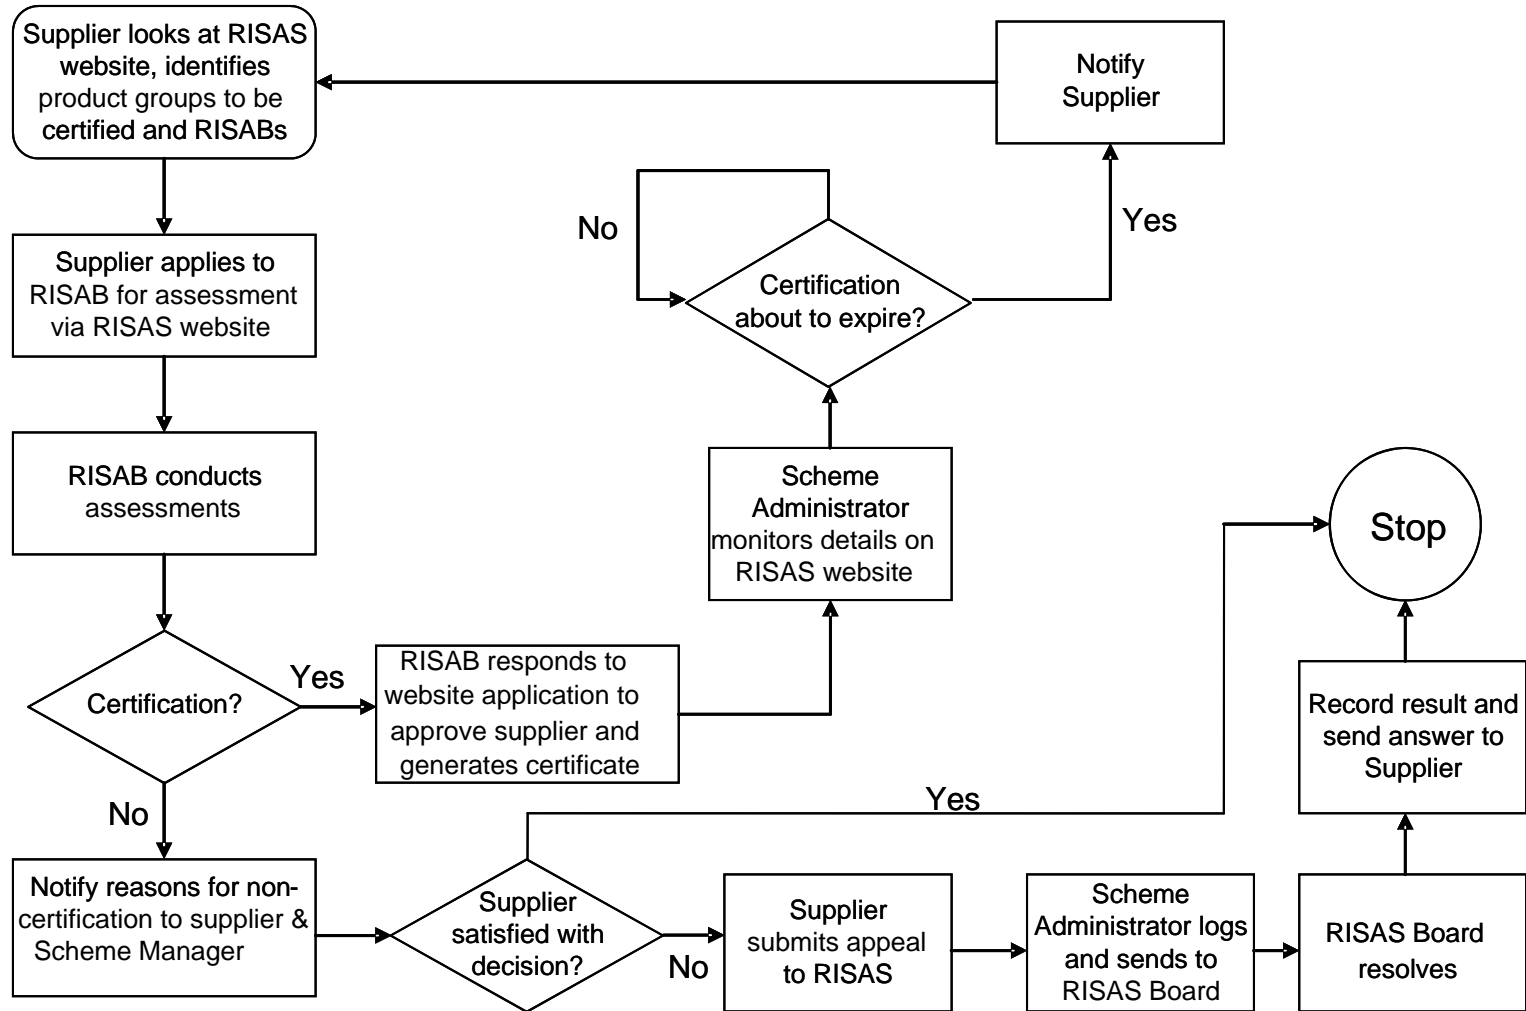 Supplier looks at RISAS
website, identifies
product groups to be
certified and RISABs
Notify
Supplier
No
Yes
Supplier applies to
RISAB for assessment
via RISAS website
Certification
about to expire?
RISAB conducts
assessments
Scheme
Administrator
monitors details on
RISAS website
Stop
Certification?
Yes
RISAB responds to
website application to
approve supplier and
generates certificate
Record result and
send answer to
Supplier
No
Yes
Notify reasons for non-
certification to supplier &
Scheme Manager
Supplier
satisfied with
decision?
No
Supplier
submits appeal
to RISAS
Scheme
Administrator logs
and sends to
RISAS Board
RISAS Board
resolves